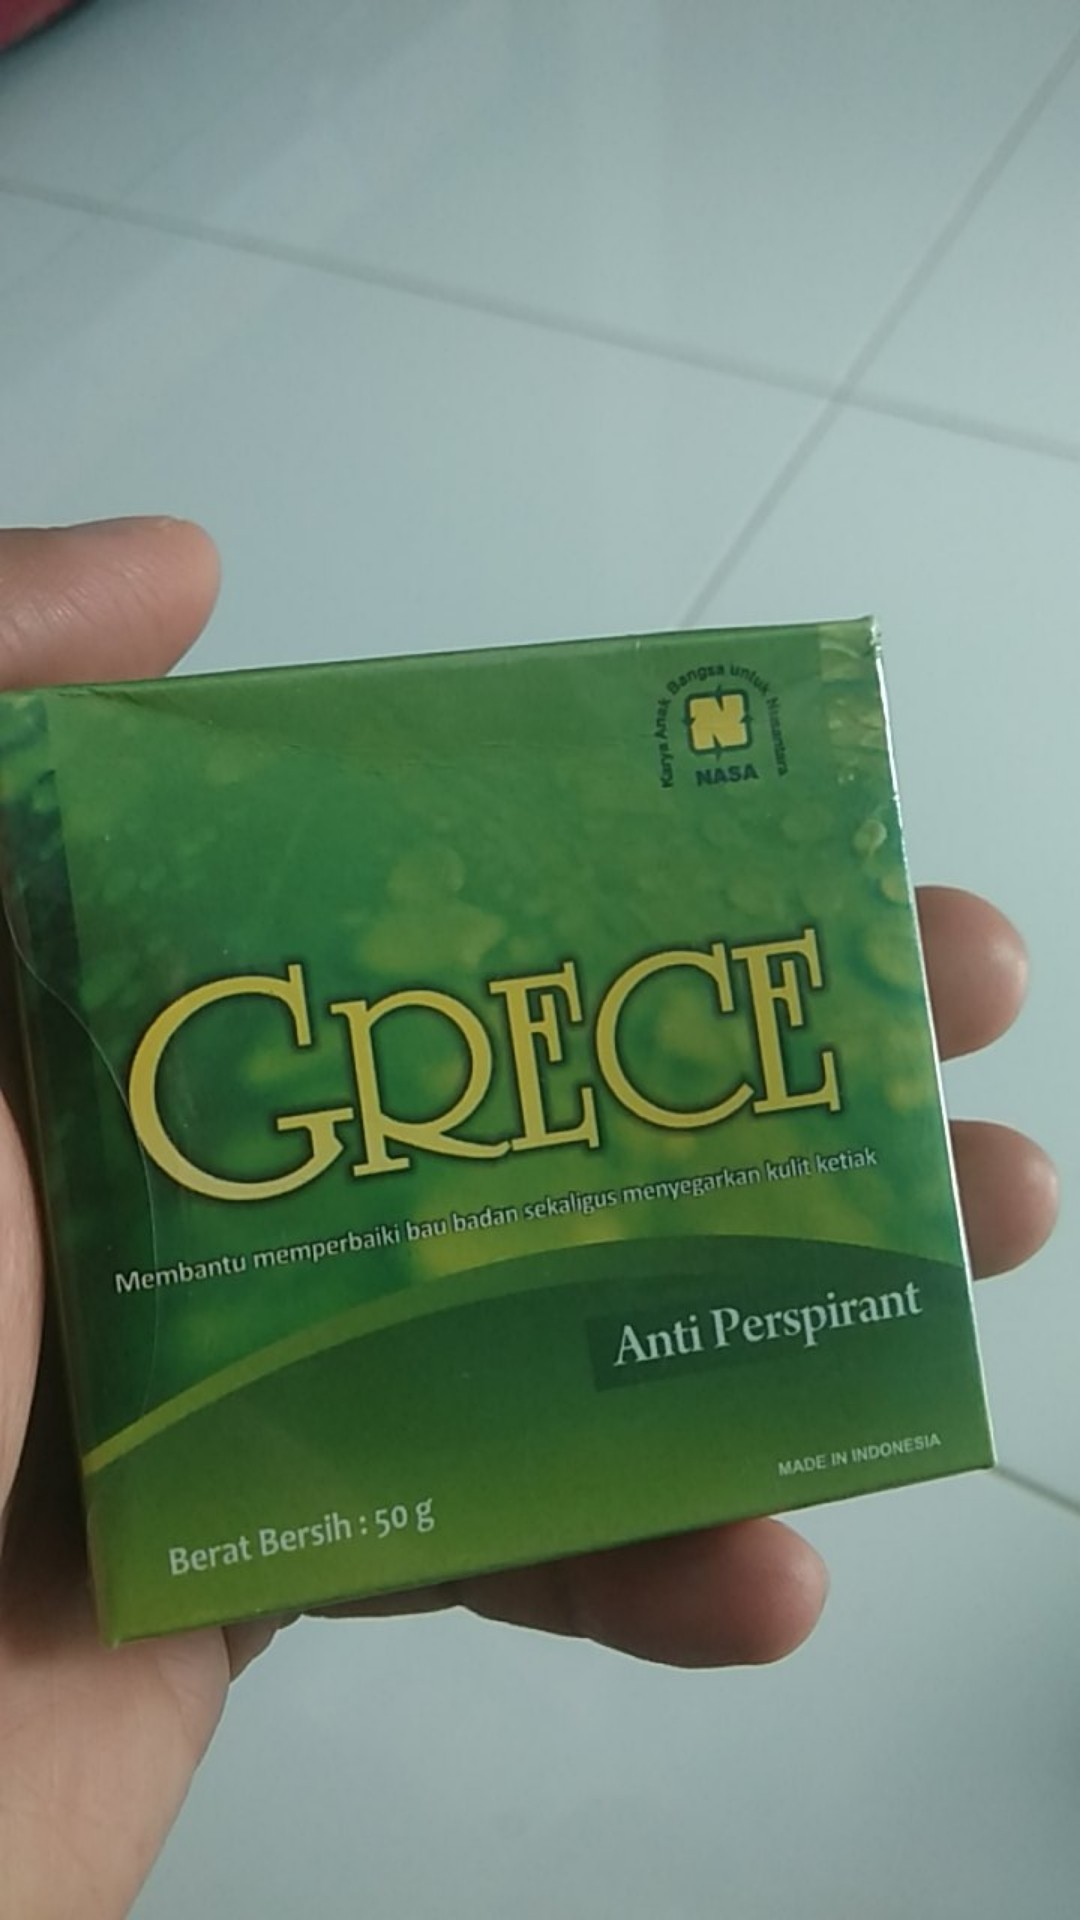 Karya Anak Bangsa untuk Nusantara
NASA
GRECE
Membantu memperbaiki bau badan sekaligus menyegarkan kulit ketiak
Anti Perspirant
MADE IN INDONESIA
Berat Bersih : 50 g